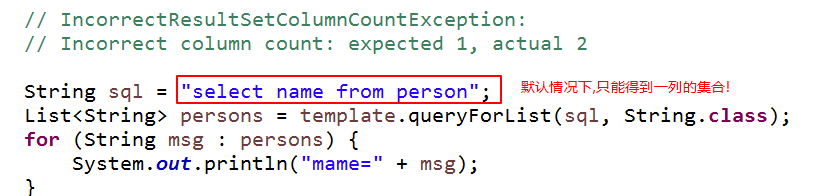 // IncorrectResultSetColumnCountException:
// Incorrect column count: expected 1, actual 2
String sql = "select name from person"; 默认情况下,只能得到一列的集合!
List<String> persons = template.queryForList(sql, String.class);
for (String msg : persons) {
System.out.println("mame=" + msg);
}